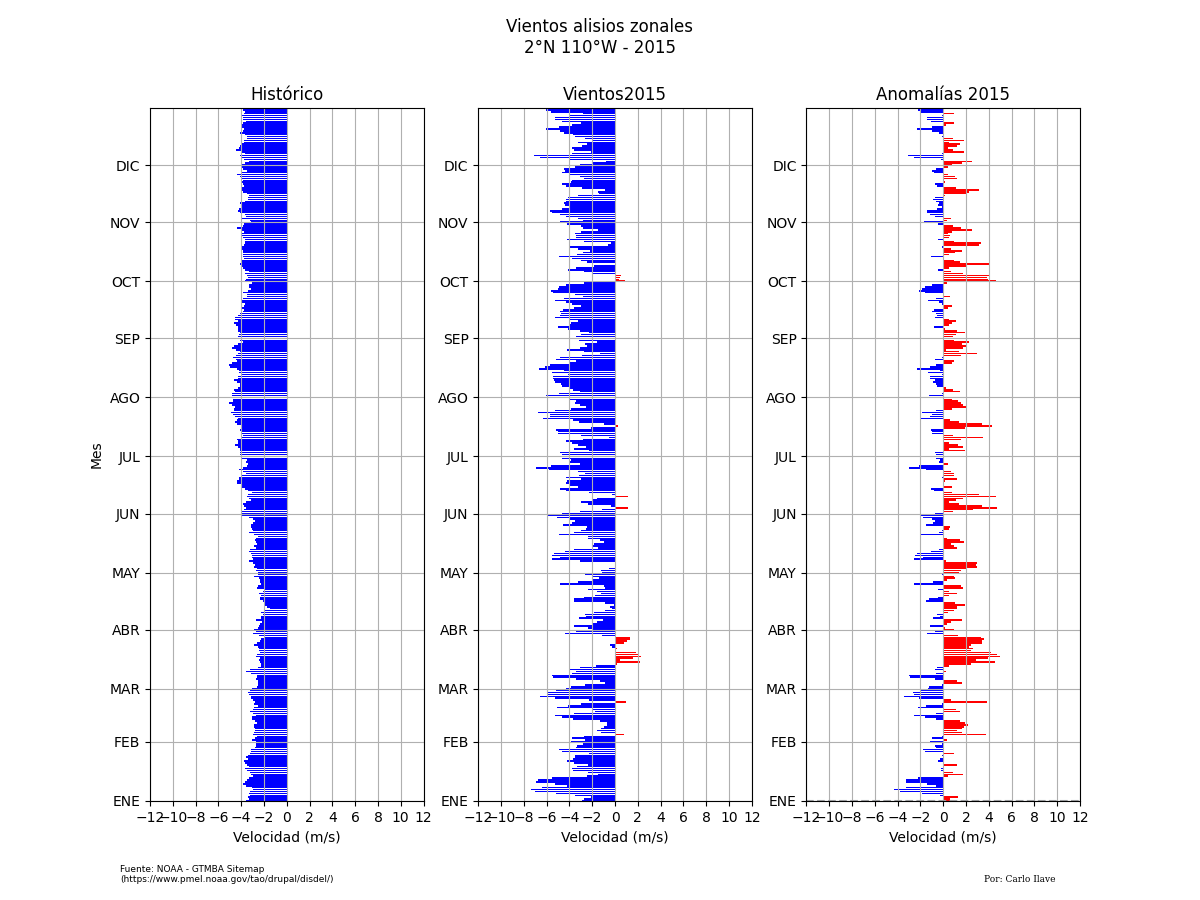 Vientos alisios zonales
2°N 110°W - 2015
Histórico
Vientos2015
Anomalías 2015
Mes
DIC
NOV
OCT
SEP
AGO
JUL
JUN
MAY
ABR
MAR
FEB
ENE
−12 −10 −8 −6 −4 −2 0 2 4 6 8 10 12
Velocidad (m/s)
DIC
NOV
OCT
SEP
AGO
JUL
JUN
MAY
ABR
MAR
FEB
ENE
−12 −10 −8 −6 −4 −2 0 2 4 6 8 10 12
Velocidad (m/s)
DIC
NOV
OCT
SEP
AGO
JUL
JUN
MAY
ABR
MAR
FEB
ENE
−12 −10 −8 −6 −4 −2 0 2 4 6 8 10 12
Velocidad (m/s)
Fuente: NOAA - GTMBA Sitemap
(https://www.pmel.noaa.gov/tao/drupal/disdel/)
Por: Carlo Ilave